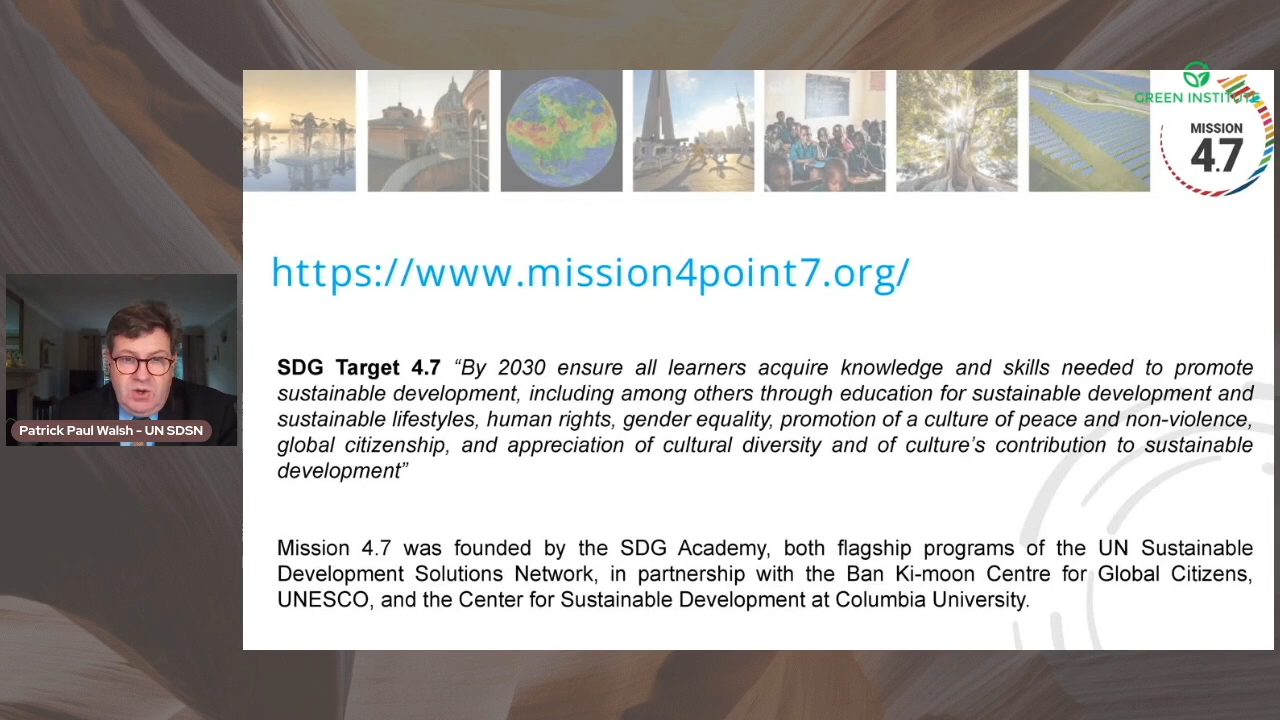 GREEN INSTITUTE
MISSION
4.7
https://www.mission4point7.org/
SDG Target 4.7 “By 2030 ensure all learners acquire knowledge and skills needed to promote
sustainable development, including among others through education for sustainable development and
sustainable lifestyles, human rights, gender equality, promotion of a culture of peace and non-violence,
global citizenship, and appreciation of cultural diversity and of culture’s contribution to sustainable
development”
Patrick Paul Walsh - UN SDSN
Mission 4.7 was founded by the SDG Academy, both flagship programs of the UN Sustainable
Development Solutions Network, in partnership with the Ban Ki-moon Centre for Global Citizens,
UNESCO, and the Center for Sustainable Development at Columbia University.